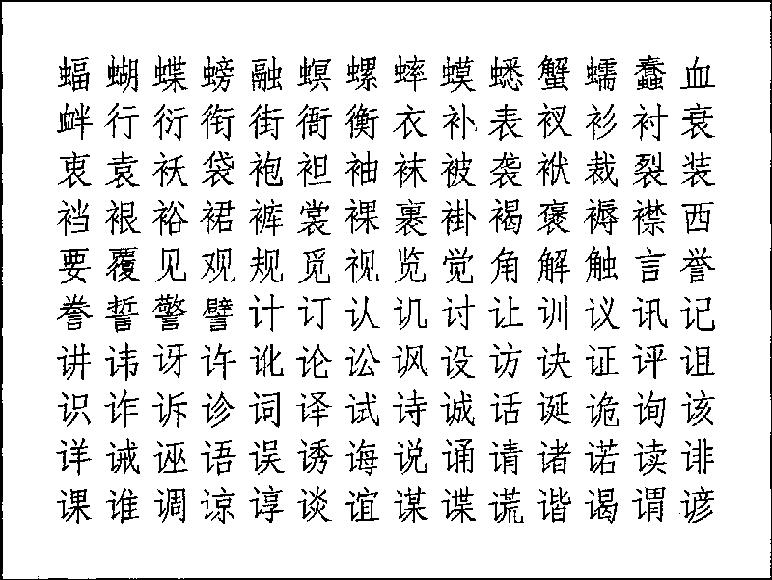 蝠蝴蝶螃融螟螺蟀蟆蟋蟹蠕蠢血
衅行衍衔街衙衡衣补表衩衫衬衰
衷袁袄袋袍袒袖袜被袭袱裁裂装
裆裉裕裙裤裳裸裹褂褐褒褥襟西
要覆见观规觅视览觉角解触言誉
誊誓警譬计订认讥讨让训议讯记
讲讳讶许讹论讼讽设访诀证评诅
识诈诉诊词译试诗诚话诞诡询该
详诫诬语误诱诲说诵请诸诺读诽
课谁调谅谆谈谊谋谍谎谐谒谓谚